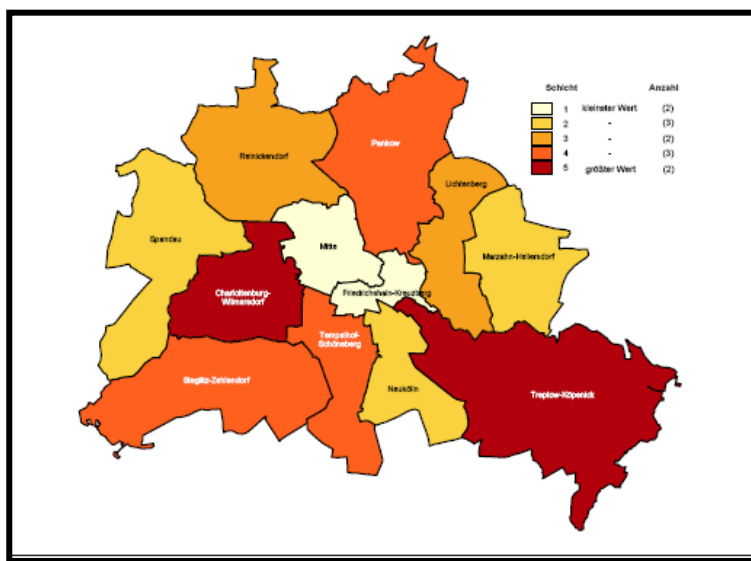 Schicht Anzahl
1 kleinster Wert (2)
2 - (3)
3 - (2)
4 - (3)
5 größter Wert (2)
Pankow
Reinickendorf
Lichtenberg
Spandau
Mitte
Marzahn-Hellersdorf
Friedrichshain-Kreuzberg
Charlottenburg-
Wilmersdorf
Tempelhof-
Schöneberg
Steglitz-Zehlendorf
Neukölln
Treptow-Köpenick